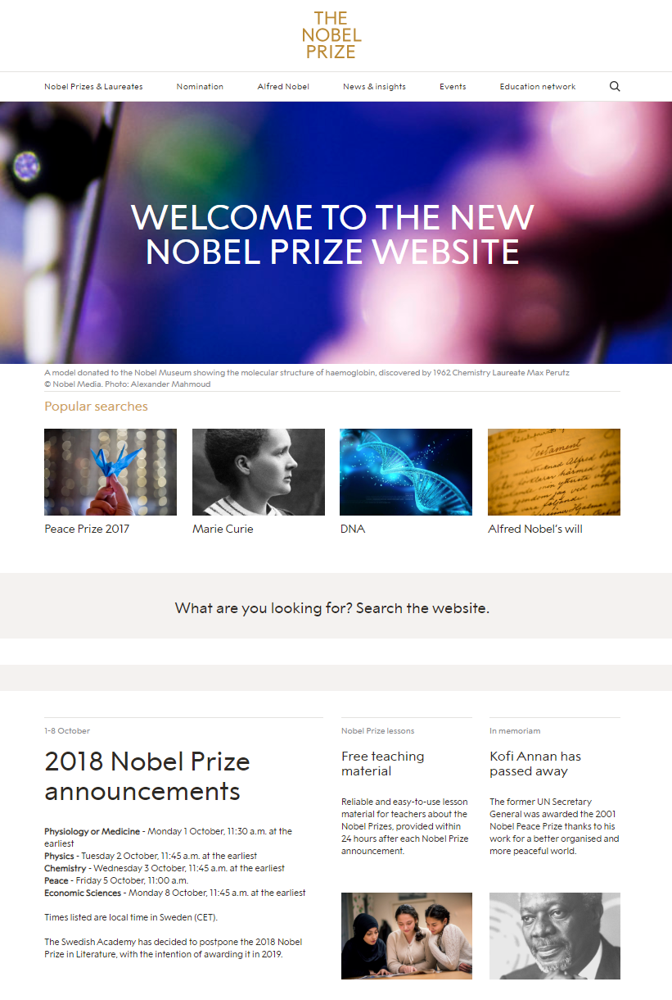 THE
NOBEL
PRIZE
Nobel Prizes & Laureates
Nomination
Alfred Nobel
News & insights
Events
Education network
WELCOME TO THE NEW
NOBEL PRIZE WEBSITE
A model donated to the Nobel Museum showing the molecular structure of haemoglobin, discovered by 1962 Chemistry Laureate Max Perutz
© Nobel Media. Photo: Alexander Mahmoud
Popular searches
Testament
Peace Prize 2017
Marie Curie
DNA
Alfred Nobel's will
What are you looking for? Search the website.
1-8 October
2018 Nobel Prize
announcements
Physiology or Medicine - Monday 1 October, 11:30 a.m. at the
earliest
Physics - Tuesday 2 October, 11:45 a.m. at the earliest
Chemistry - Wednesday 3 October, 11:45 a.m. at the earliest
Peace - Friday 5 October, 11:00 a.m.
Economic Sciences - Monday 8 October, 11:45 a.m. at the earliest
Times listed are local time in Sweden (CET).
The Swedish Academy has decided to postpone the 2018 Nobel
Prize in Literature, with the intention of awarding it in 2019.
Nobel Prize lessons
Free teaching
material
Reliable and easy-to-use lesson
material for teachers about the
Nobel Prizes, provided within
24 hours after each Nobel Prize
announcement.
In memoriam
Kofi Annan has
passed away
The former UN Secretary
General was awarded the 2001
Nobel Peace Prize thanks to his
work for a better organised and
more peaceful world.